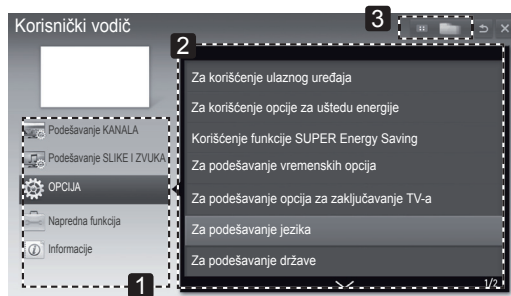 Korisnički vodič
3
2
Za korišćenje ulaznog uređaja
Za korišćenje opcije za uštedu energije
Korišćenje funkcije SUPER Energy Saving
Za podešavanje vremenskih opcija
Za podešavanje opcija za zaključavanje TV-a
Za podešavanje jezika
Za podešavanje države
1/2
Podešavanje KANALA
Podešavanje SLIKE I ZVUKA
OPCIJA
Napredna funkcija
Informacije
1